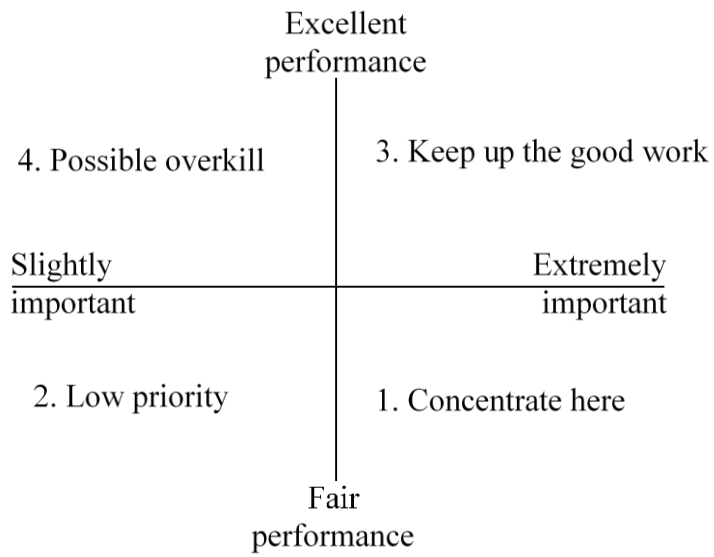 Excellent
performance
4. Possible overkill
3. Keep up the good work
Slightly
important
Extremely
important
2. Low priority
1. Concentrate here
Fair
performance